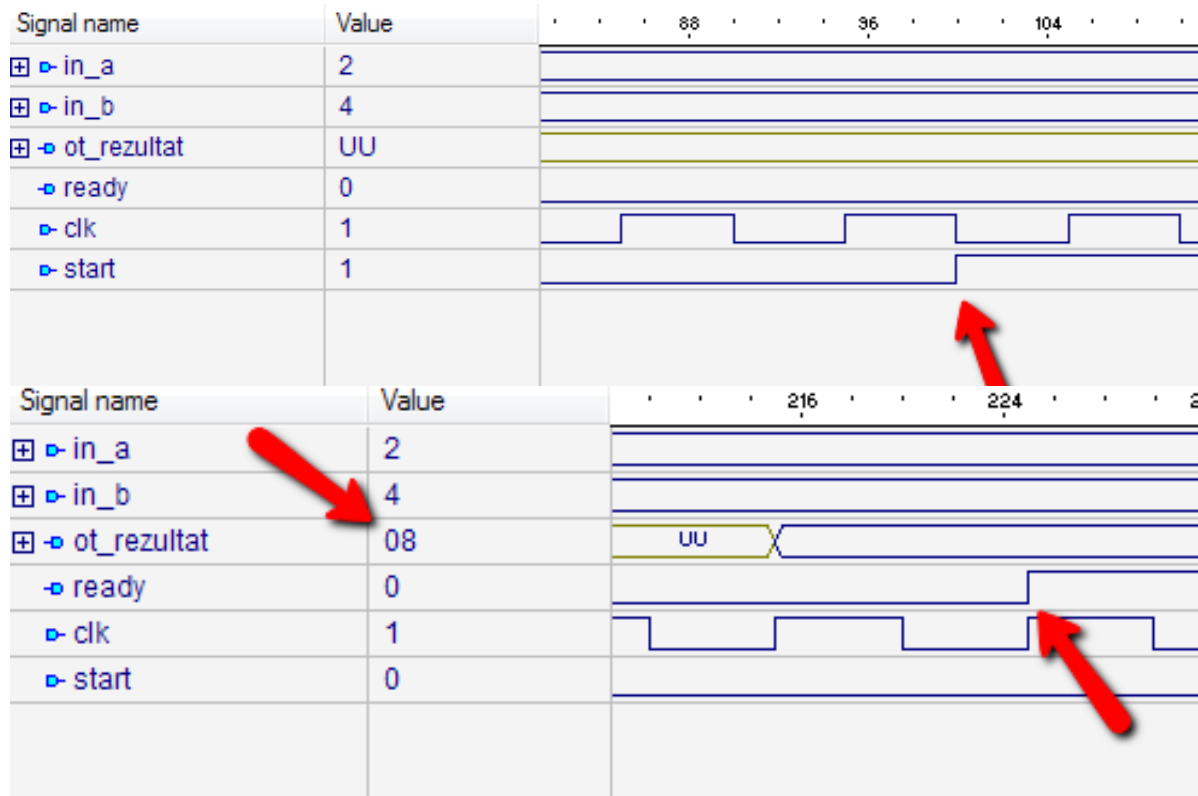 Signal name Value 88 96 104
in_a 2
in_b 4
ot_rezultat UU
ready 0
clk 1
start 1
Signal name Value 216 224 2
in_a 2
in_b 4
ot_rezultat 08 UU
ready 0
clk 1
start 0